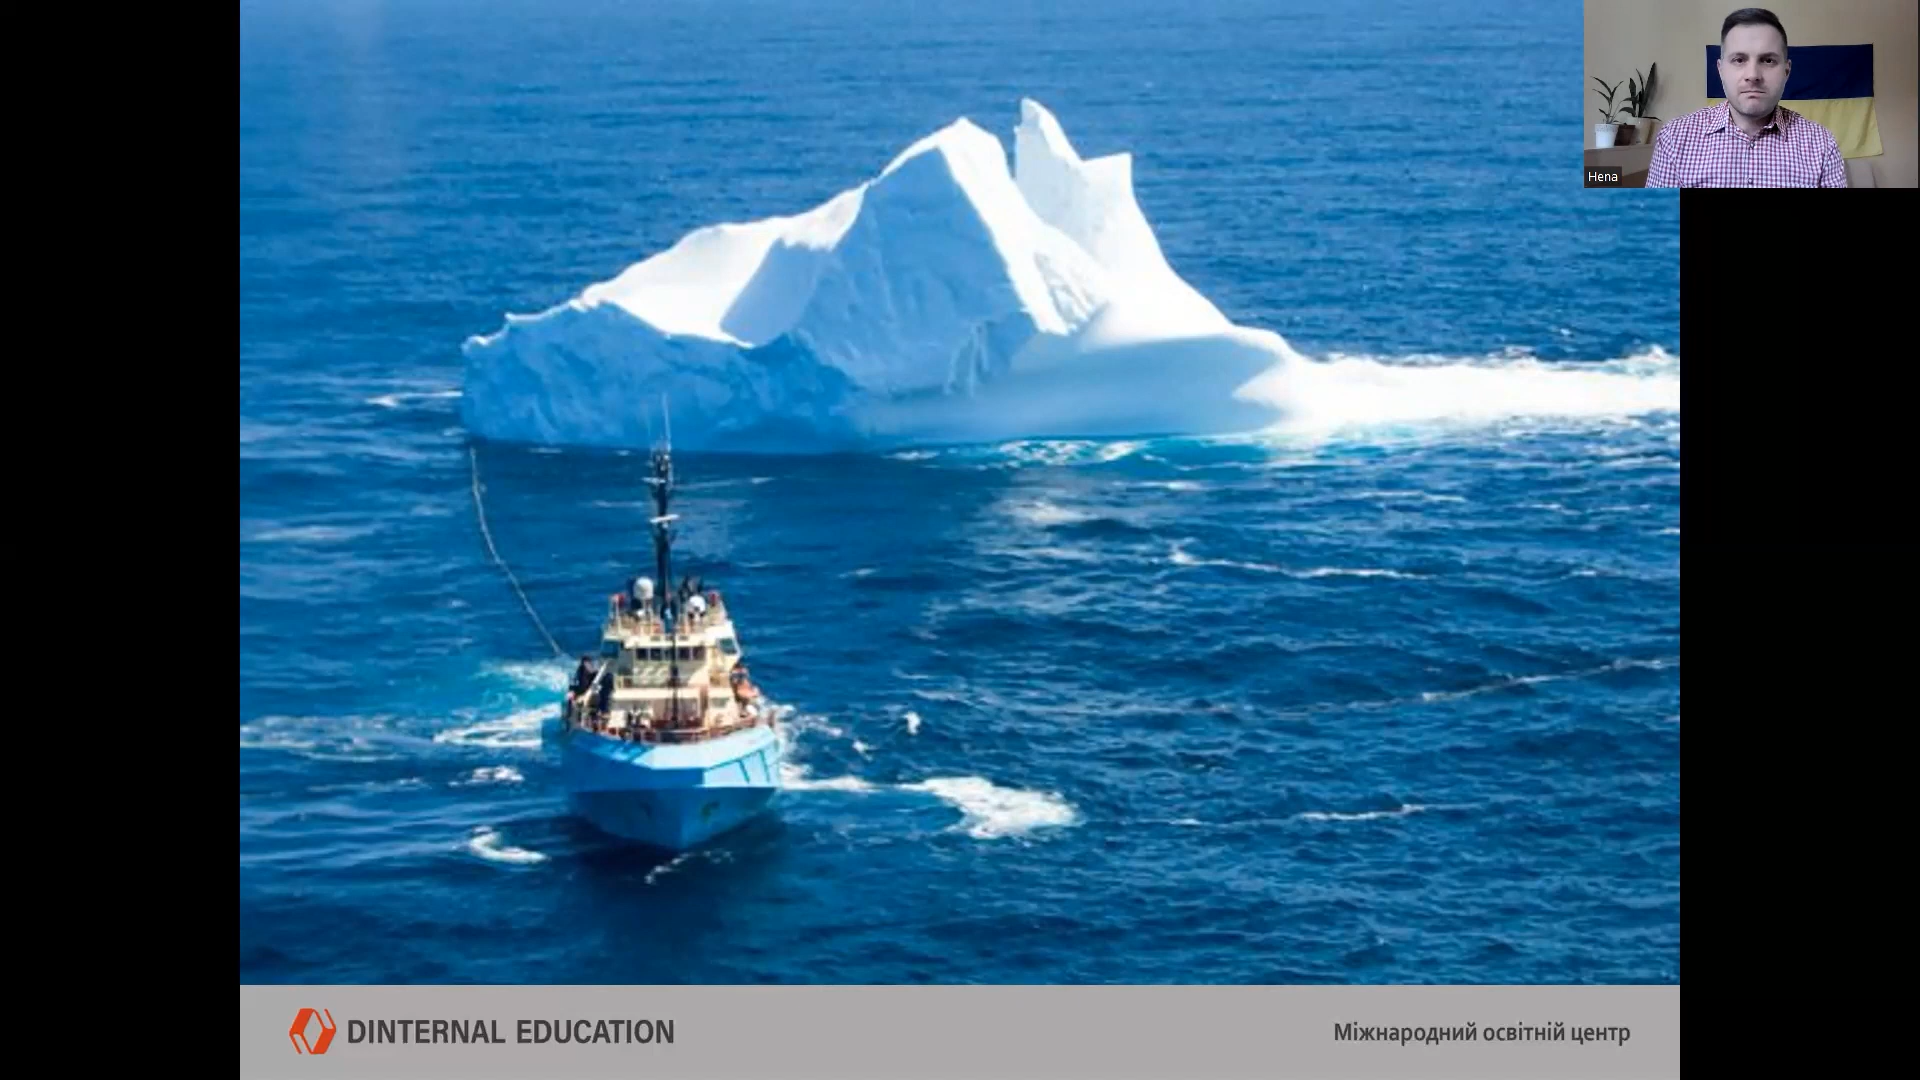 Hena
DINTERNAL EDUCATION
Міжнародний освітній центр